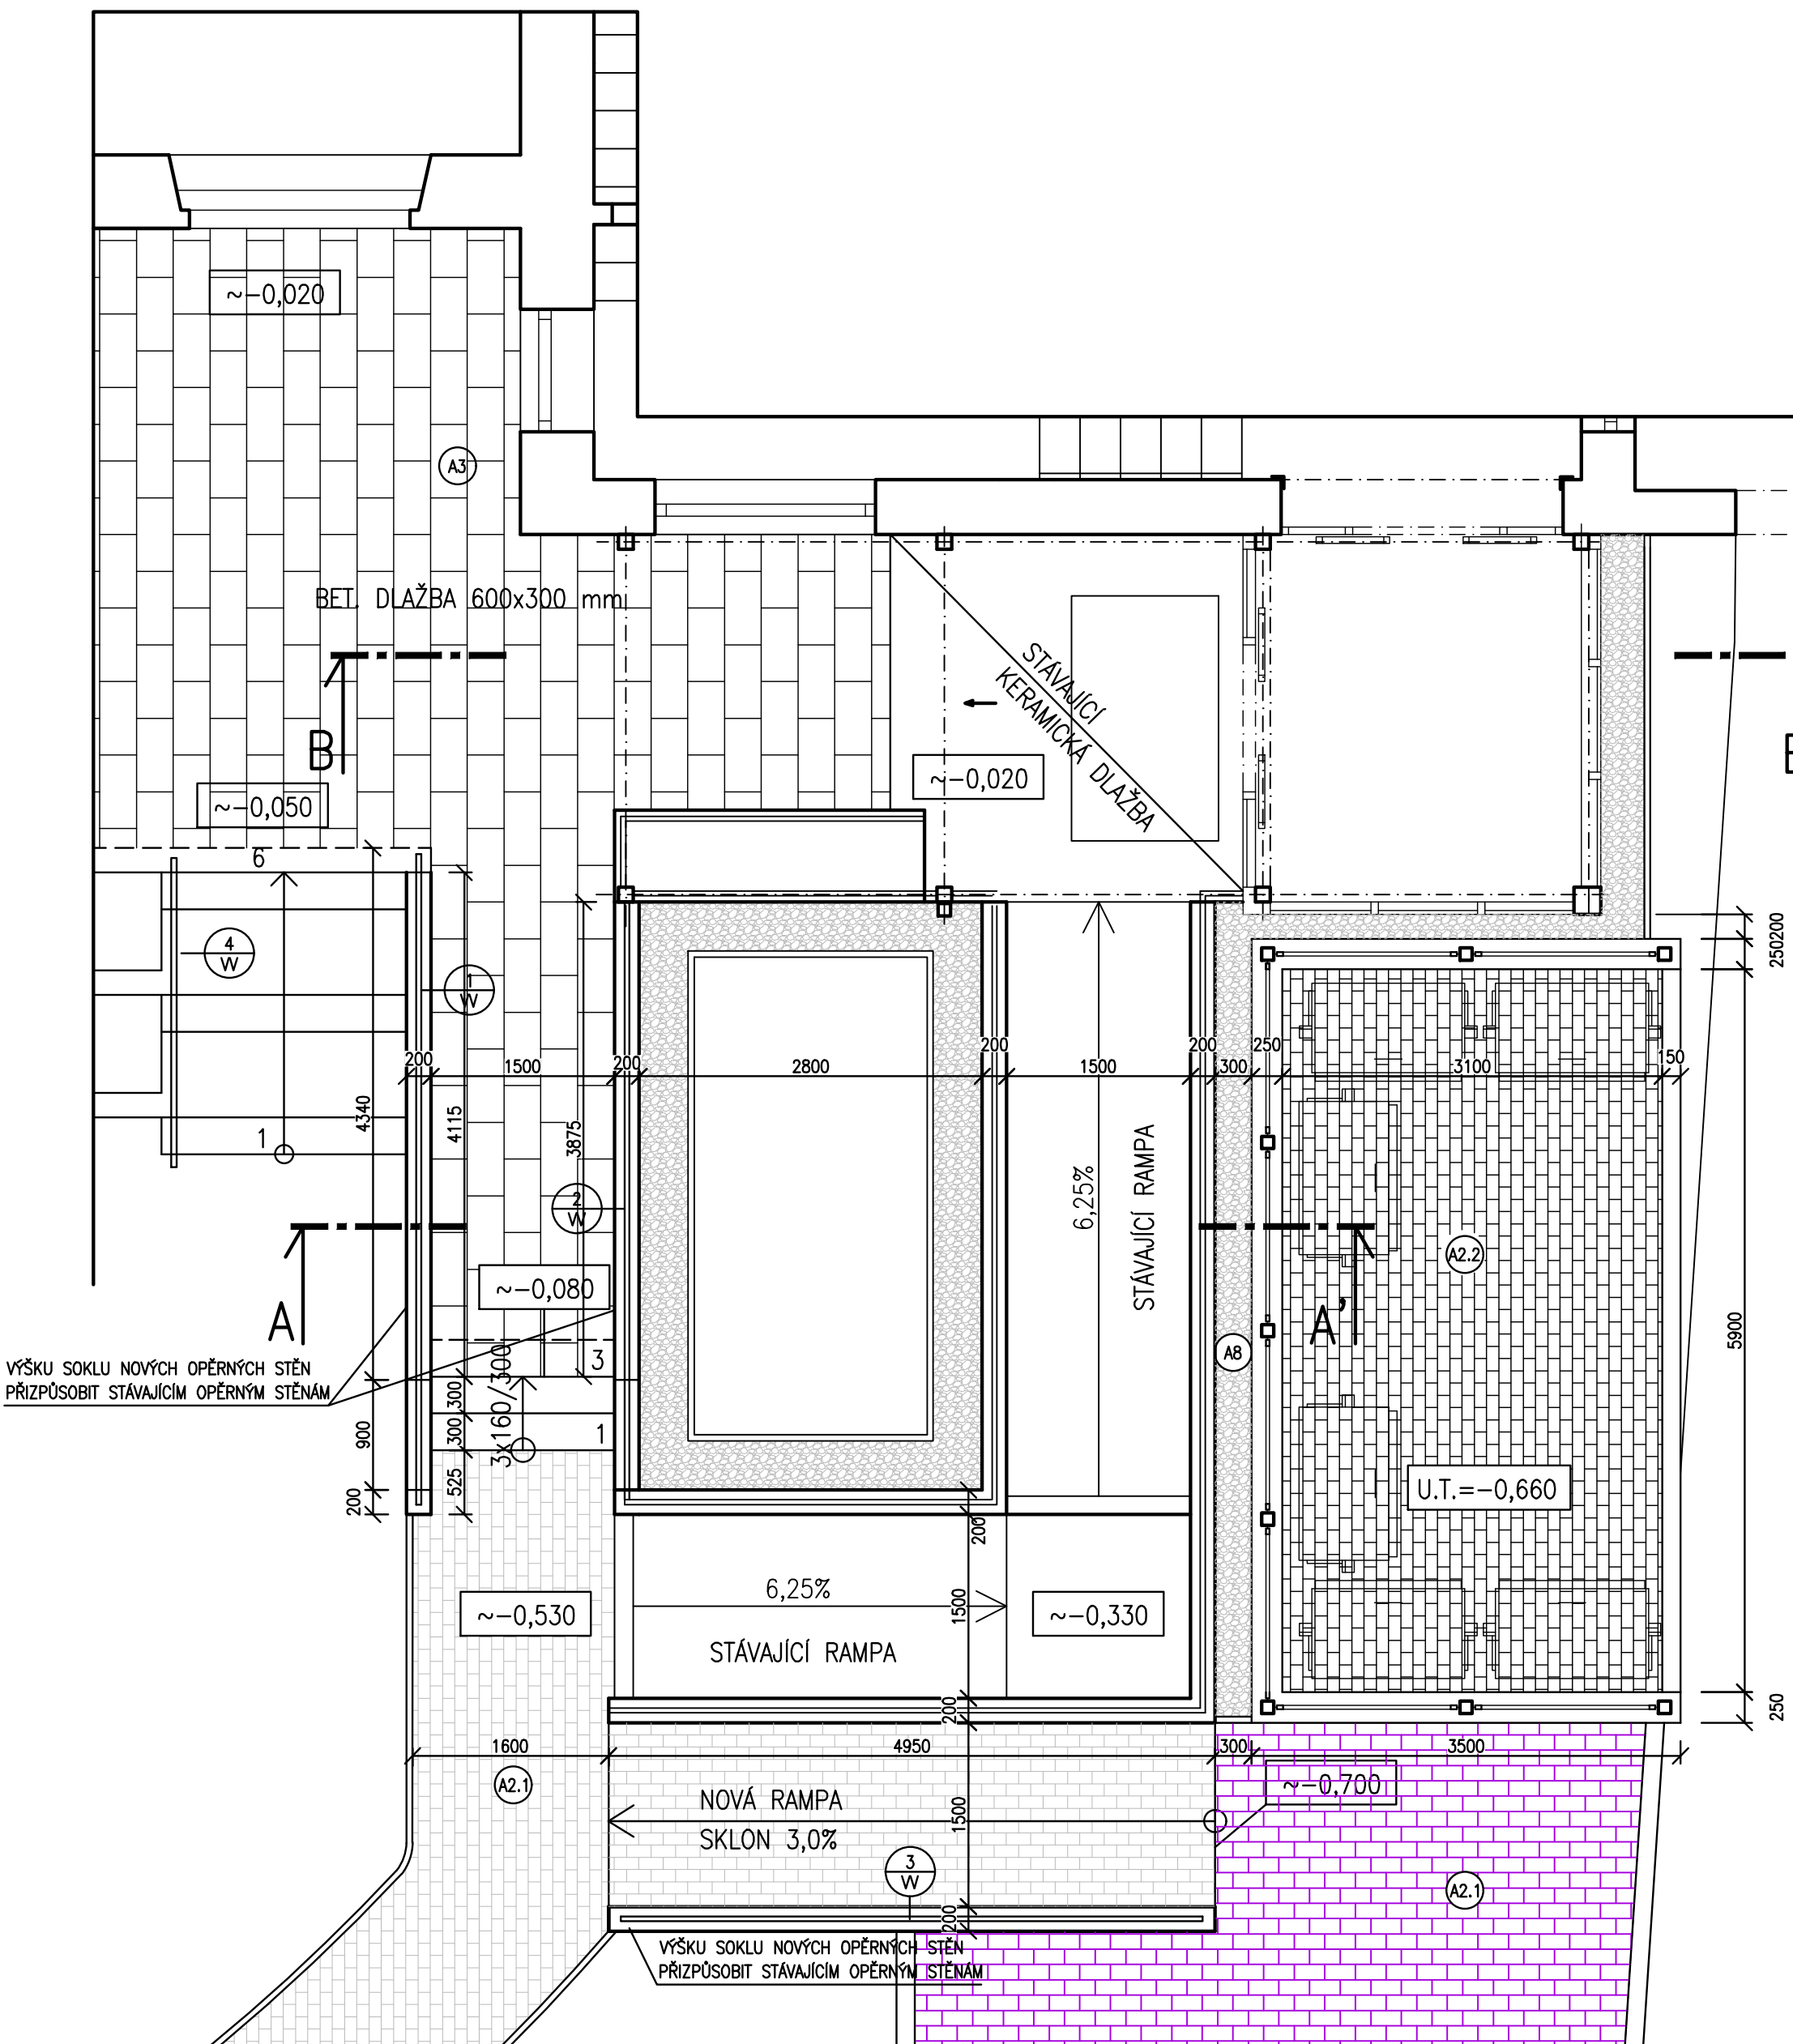 ~-0,020
A3
BET. DLAŽBA 600x300 mm
STÁVAJÍCÍ
KERAMICKÁ DLAŽBA
B
~-0,020
~-0,050
6
4
W
1
W
200
250
200
1500
200
2800
200
1500
200
300
250
3100
150
4340
4115
3875
1
6,25%
STÁVAJÍCÍ RAMPA
2
W
A2.2
~-0,080
A
A'
5900
A8
VÝŠKU SOKLU NOVÝCH OPĚRNÝCH STĚN
PŘIZPŮSOBIT STÁVAJÍCÍM OPĚRNÝM STĚNÁM
3
300
3x160/300
300
1
900
525
200
U.T.=-0,660
200
6,25%
~-0,530
1500
~-0,330
STÁVAJÍCÍ RAMPA
200
250
1600
4950
300
3500
A2.1
~-0,700
NOVÁ RAMPA
SKLON 3,0%
1500
3
W
A2.1
200
VÝŠKU SOKLU NOVÝCH OPĚRNÝCH STĚN
PŘIZPŮSOBIT STÁVAJÍCÍM OPĚRNÝM STĚNÁM